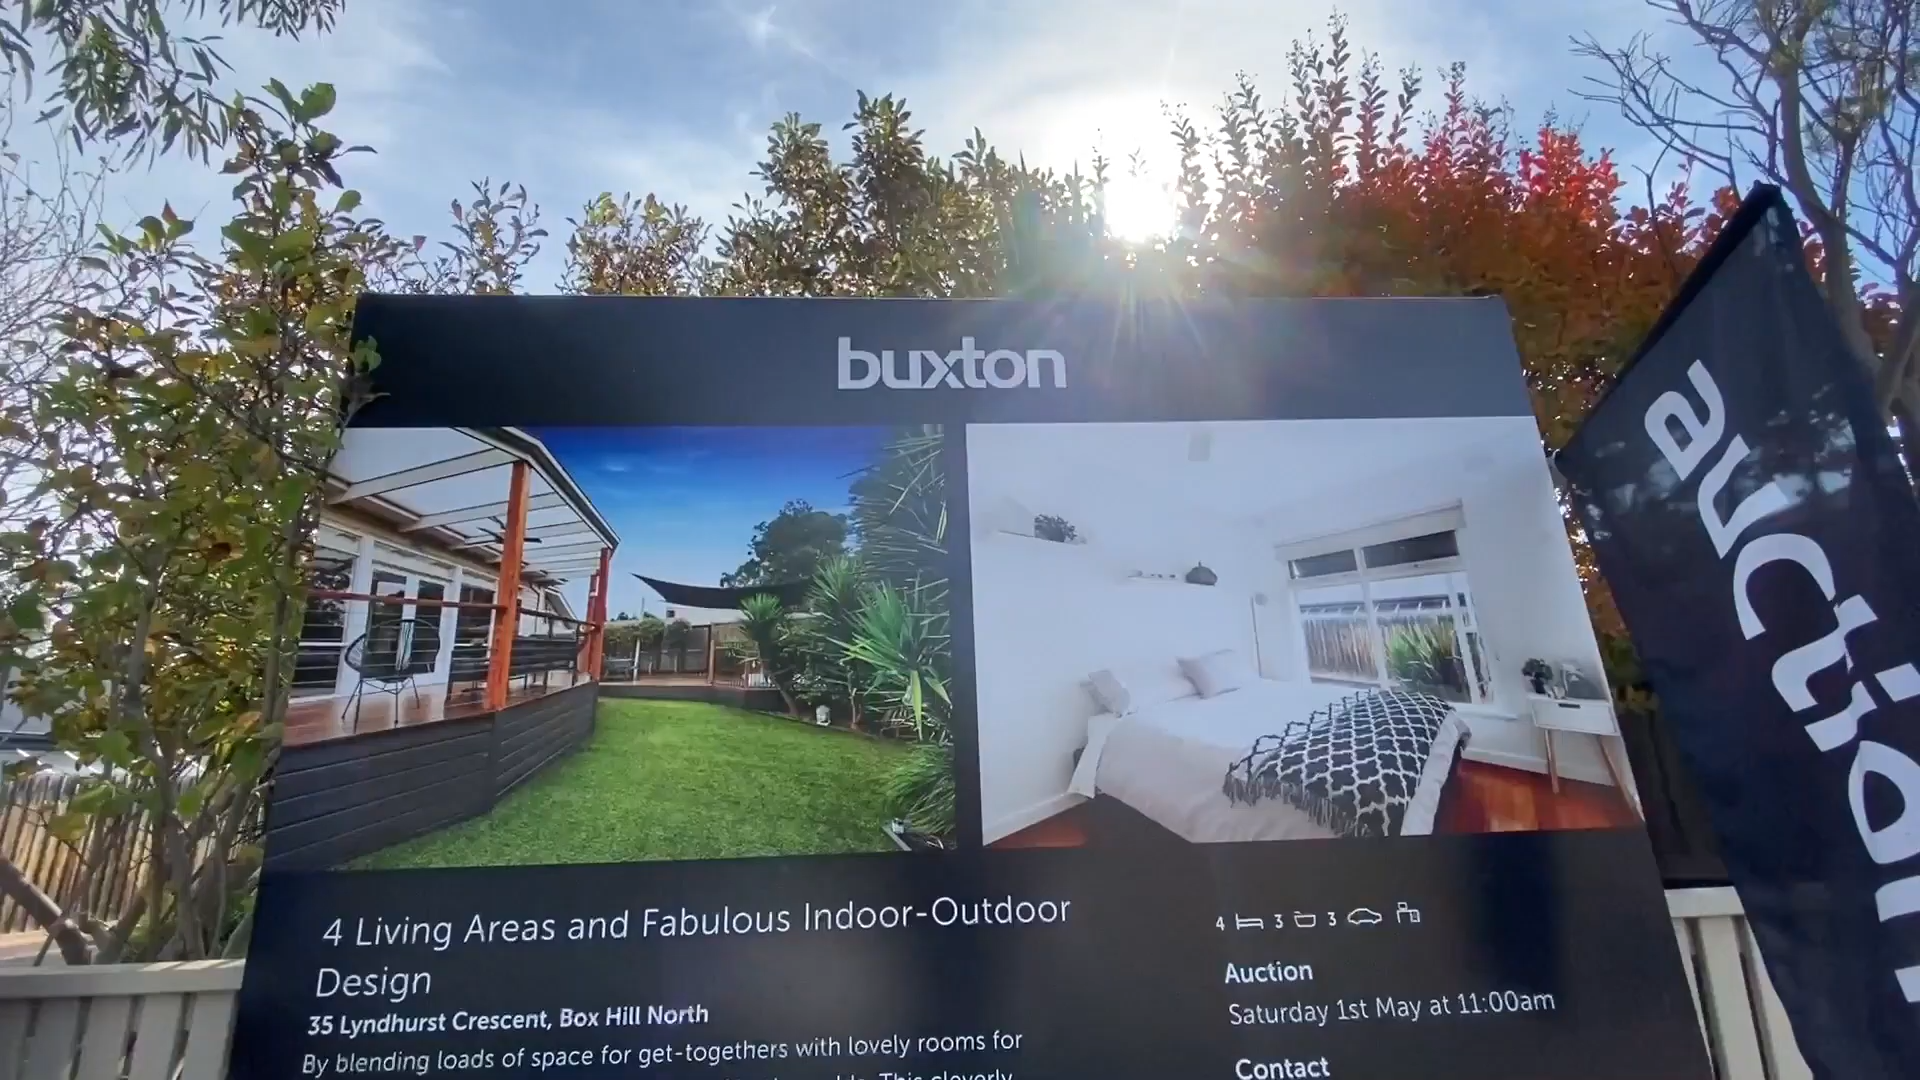 buxton
auction
4 Living Areas and Fabulous Indoor-Outdoor
Design
35 Lyndhurst Crescent, Box Hill North
By blending loads of space for get-togethers with lovely rooms for
This cleverly
4 3 3
Auction
Saturday 1st May at 11:00am
Contact